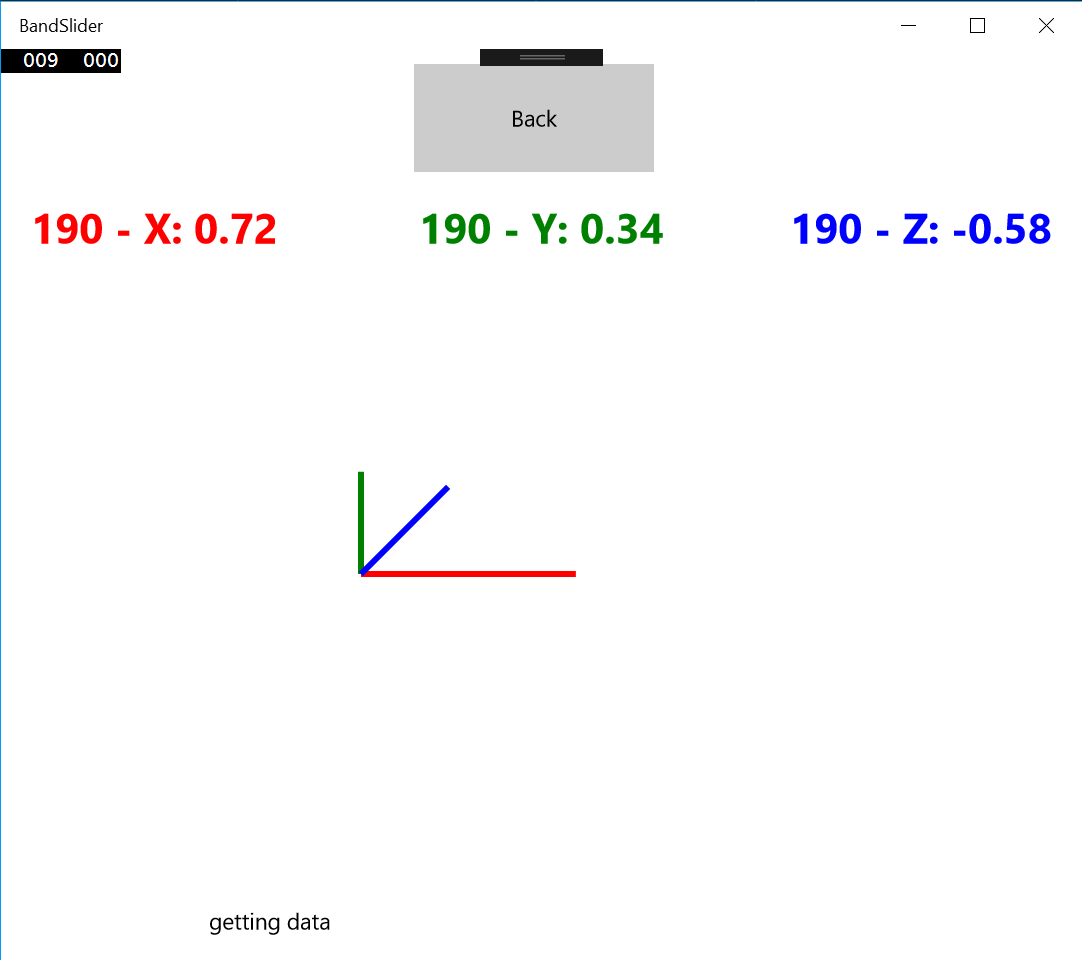 BandSlider
009 000
Back
190 - X: 0.72 190 - Y: 0.34 190 - Z: -0.58
getting data